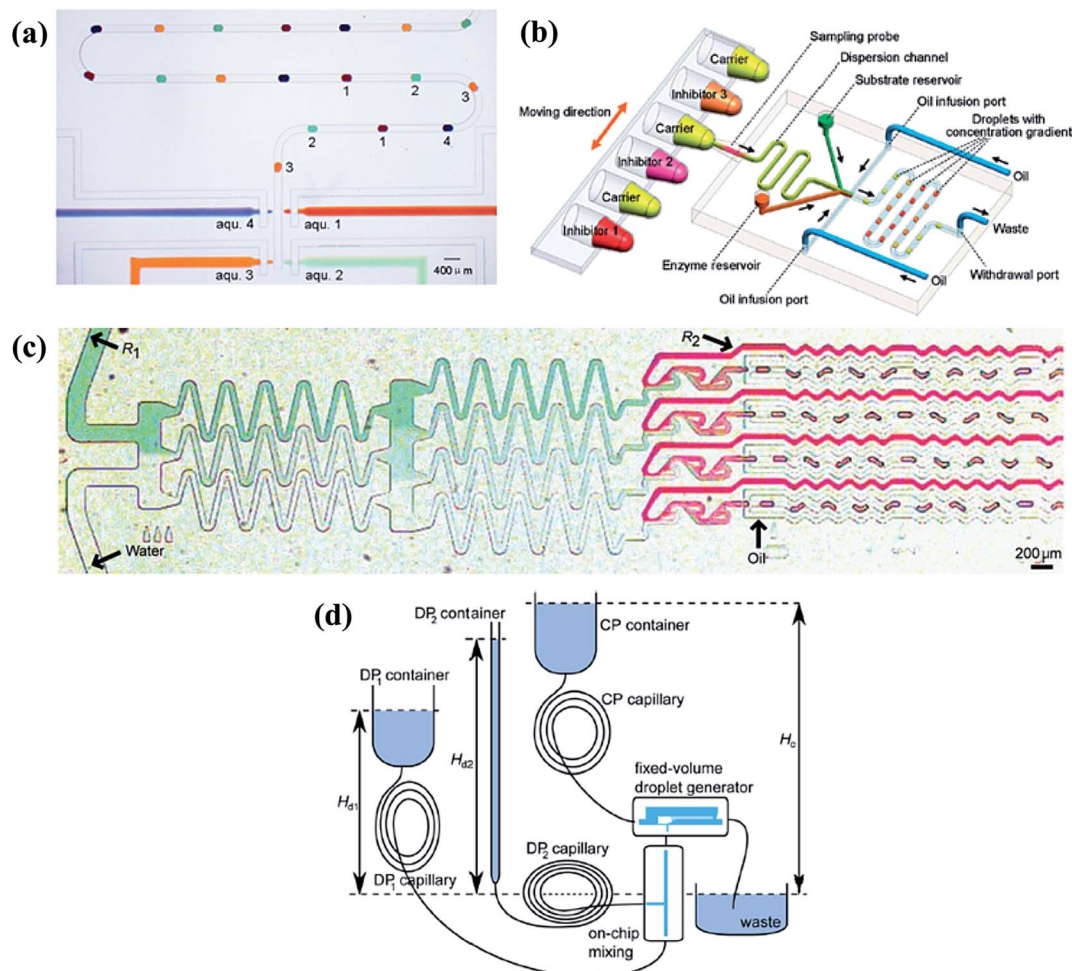 (a)
1
2
3
2
1
4
3
aqu. 4
aqu. 1
aqu. 3
aqu. 2
400 μm
(b)
Sampling probe
Dispersion channel
Substrate reservoir
Oil infusion port
Droplets with
concentration gradient
Moving direction
Carrier
Inhibitor 3
Carrier
Inhibitor 2
Carrier
Inhibitor 1
Oil
Waste
Enzyme reservoir
Oil infusion port
Oil
Withdrawal port
(c)
R1
R2
Water
Oil
200 μm
(d)
DP2 container
CP container
DP1 container
CP capillary
Hd2
Hc
Hd1
fixed-volume
droplet generator
DP2 capillary
DP1 capillary
on-chip
mixing
waste